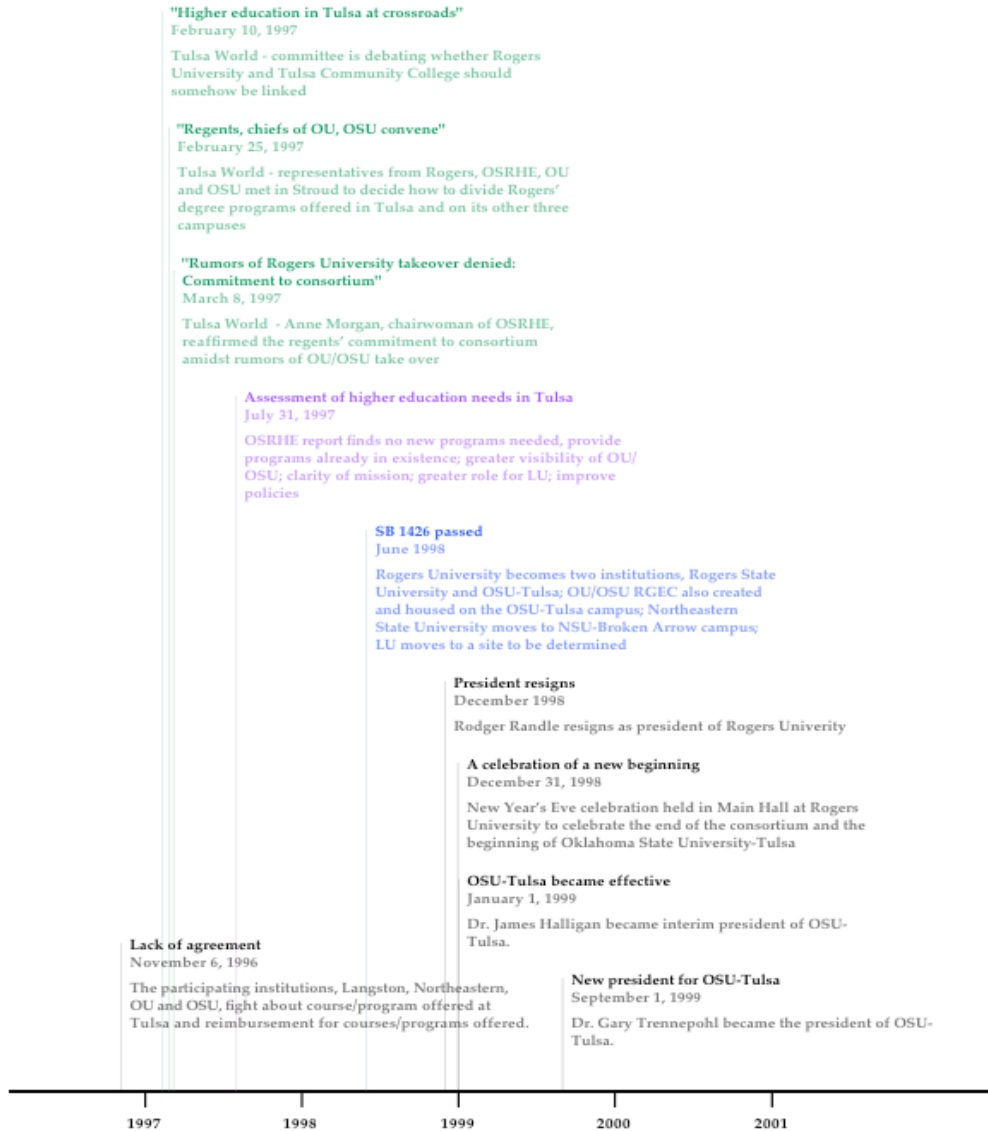 "Higher education in Tulsa at crossroads"
February 10, 1997
Tulsa World - committee is debating whether Rogers
University and Tulsa Community College should
somehow be linked
"Regents, chiefs of OU, OSU convene"
February 25, 1997
Tulsa World - representatives from Rogers, OSRHE, OU
and OSU met in Stroud to decide how to divide Rogers'
degree programs offered in Tulsa and on its other three
campuses
"Rumors of Rogers University takeover denied:
Commitment to consortium"
March 8, 1997
Tulsa World - Anne Morgan, chairwoman of OSRHE,
reaffirmed the regents' commitment to consortium
amidst rumors of OU/OSU take over
Assessment of higher education needs in Tulsa
July 31, 1997
OSRHE report finds no new programs needed, provide
programs already in existence; greater visibility of OU/
OSU; clarity of mission; greater role for LU; improve
policies
SB 1426 passed
June 1998
Rogers University becomes two institutions, Rogers State
University and OSU-Tulsa; OU/OSU RGEC also created
and housed on the OSU-Tulsa campus; Northeastern
State University moves to NSU-Broken Arrow campus;
LU moves to a site to be determined
President resigns
December 1998
Rodger Randle resigns as president of Rogers Univerity
A celebration of a new beginning
December 31, 1998
New Year's Eve celebration held in Main Hall at Rogers
University to celebrate the end of the consortium and the
beginning of Oklahoma State University-Tulsa
OSU-Tulsa became effective
January 1, 1999
Dr. James Halligan became interim president of OSU-
Tulsa.
Lack of agreement
November 6, 1996
The participating institutions, Langston, Northeastern,
OU and OSU, fight about course/program offered at
Tulsa and reimbursement for courses/programs offered.
New president for OSU-Tulsa
September 1, 1999
Dr. Gary Trennepohl became the president of OSU-
Tulsa.
1997 1998 1999 2000 2001